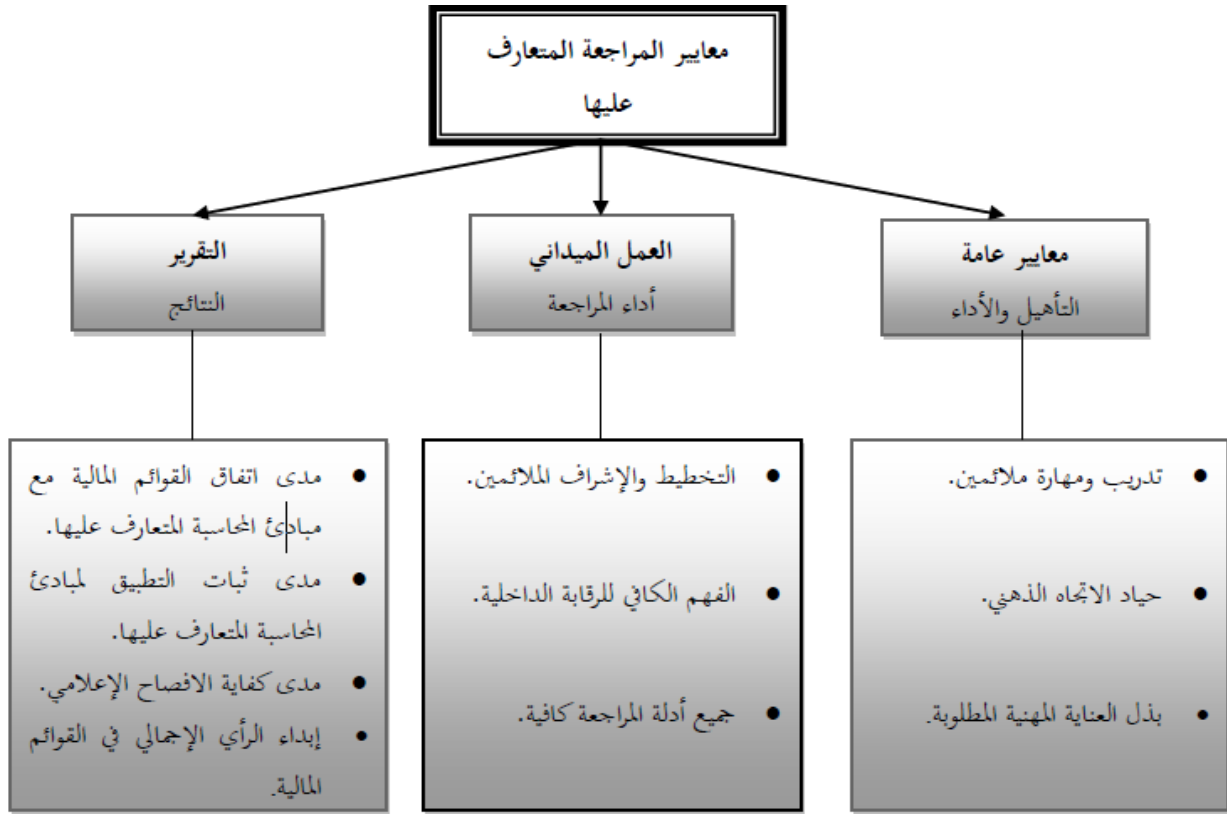 معايير المراجعة المتعارف
عليها
معايير عامة
التأهيل والأداء
العمل الميداني
أداء المراجعة
التقرير
النتائج
● تدريب ومهارة ملائمين.
● حياد الاتجاه الذهني.
● بذل العناية المهنية المطلوبة.
● التخطيط والإشراف الملائمين.
● الفهم الكافي للرقابة الداخلية.
● جميع أدلة المراجعة كافية.
● مدى اتفاق القوائم المالية مع
مبادئ المحاسبة المتعارف عليها.
● مدى ثبات التطبيق لمبادئ
المحاسبة المتعارف عليها.
● مدى كفاية الافصاح الإعلامي.
● إبداء الرأي الإجمالي في القوائم
المالية.